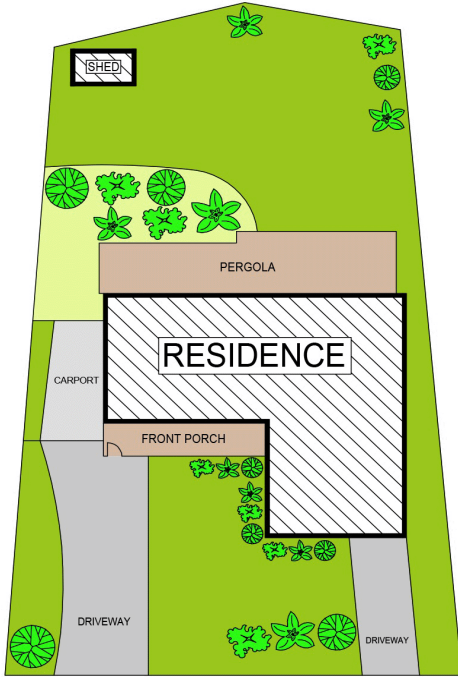 SHED
PERGOLA
RESIDENCE
CARPORT
FRONT PORCH
DRIVEWAY
DRIVEWAY